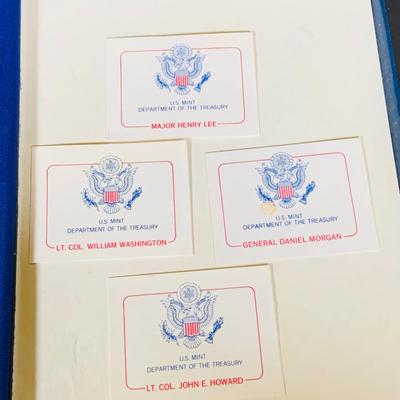 U.S. MINT
DEPARTMENT OF THE TREASURY
MAJOR HENRY LEE
U.S. MINT
DEPARTMENT OF THE TREASURY
LT. COL. WILLIAM WASHINGTON
U.S. MINT
DEPARTMENT OF THE TREASURY
GENERAL DANIEL MORGAN
U.S. MINT
DEPARTMENT OF THE TREASURY
LT. COL. JOHN E. HOWARD